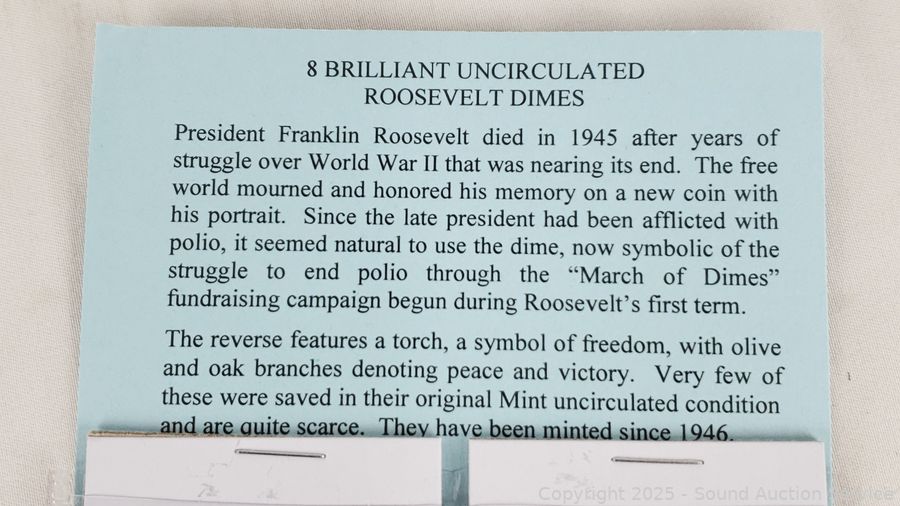 8 BRILLIANT UNCIRCULATED
ROOSEVELT DIMES
President Franklin Roosevelt died in 1945 after years of
struggle over World War II that was nearing its end. The free
world mourned and honored his memory on a new coin with
his portrait. Since the late president had been afflicted with
polio, it seemed natural to use the dime, now symbolic of the
struggle to end polio through the “March of Dimes”
fundraising campaign begun during Roosevelt’s first term.
The reverse features a torch, a symbol of freedom, with olive
and oak branches denoting peace and victory. Very few of
these were saved in their original Mint uncirculated condition
and are quite scarce. They have been minted since 1946.
Copyright 2025 - Sound Auction